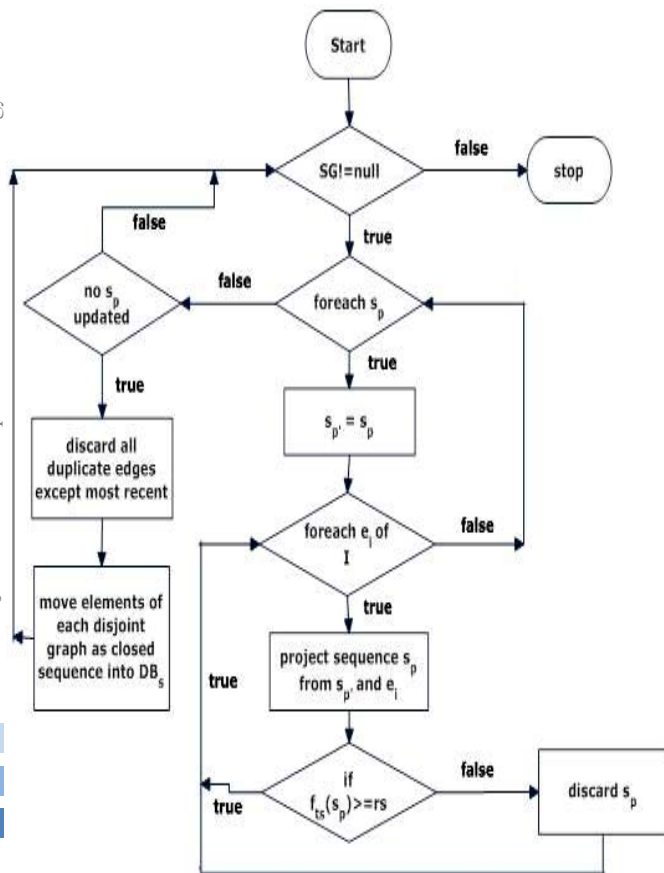 Start
SG!=null
false
stop
true
false
no s_p
updated
false
foreach s_p
true
true
discard all
duplicate edges
except most recent
s_p' = s_p
foreach e_i of
I
false
true
move elements of
each disjoint
graph as closed
sequence into DB_s
project sequence s_p
from s_p' and e_i
true
if
f_ts(s_p)>=rs
true
false
discard s_p